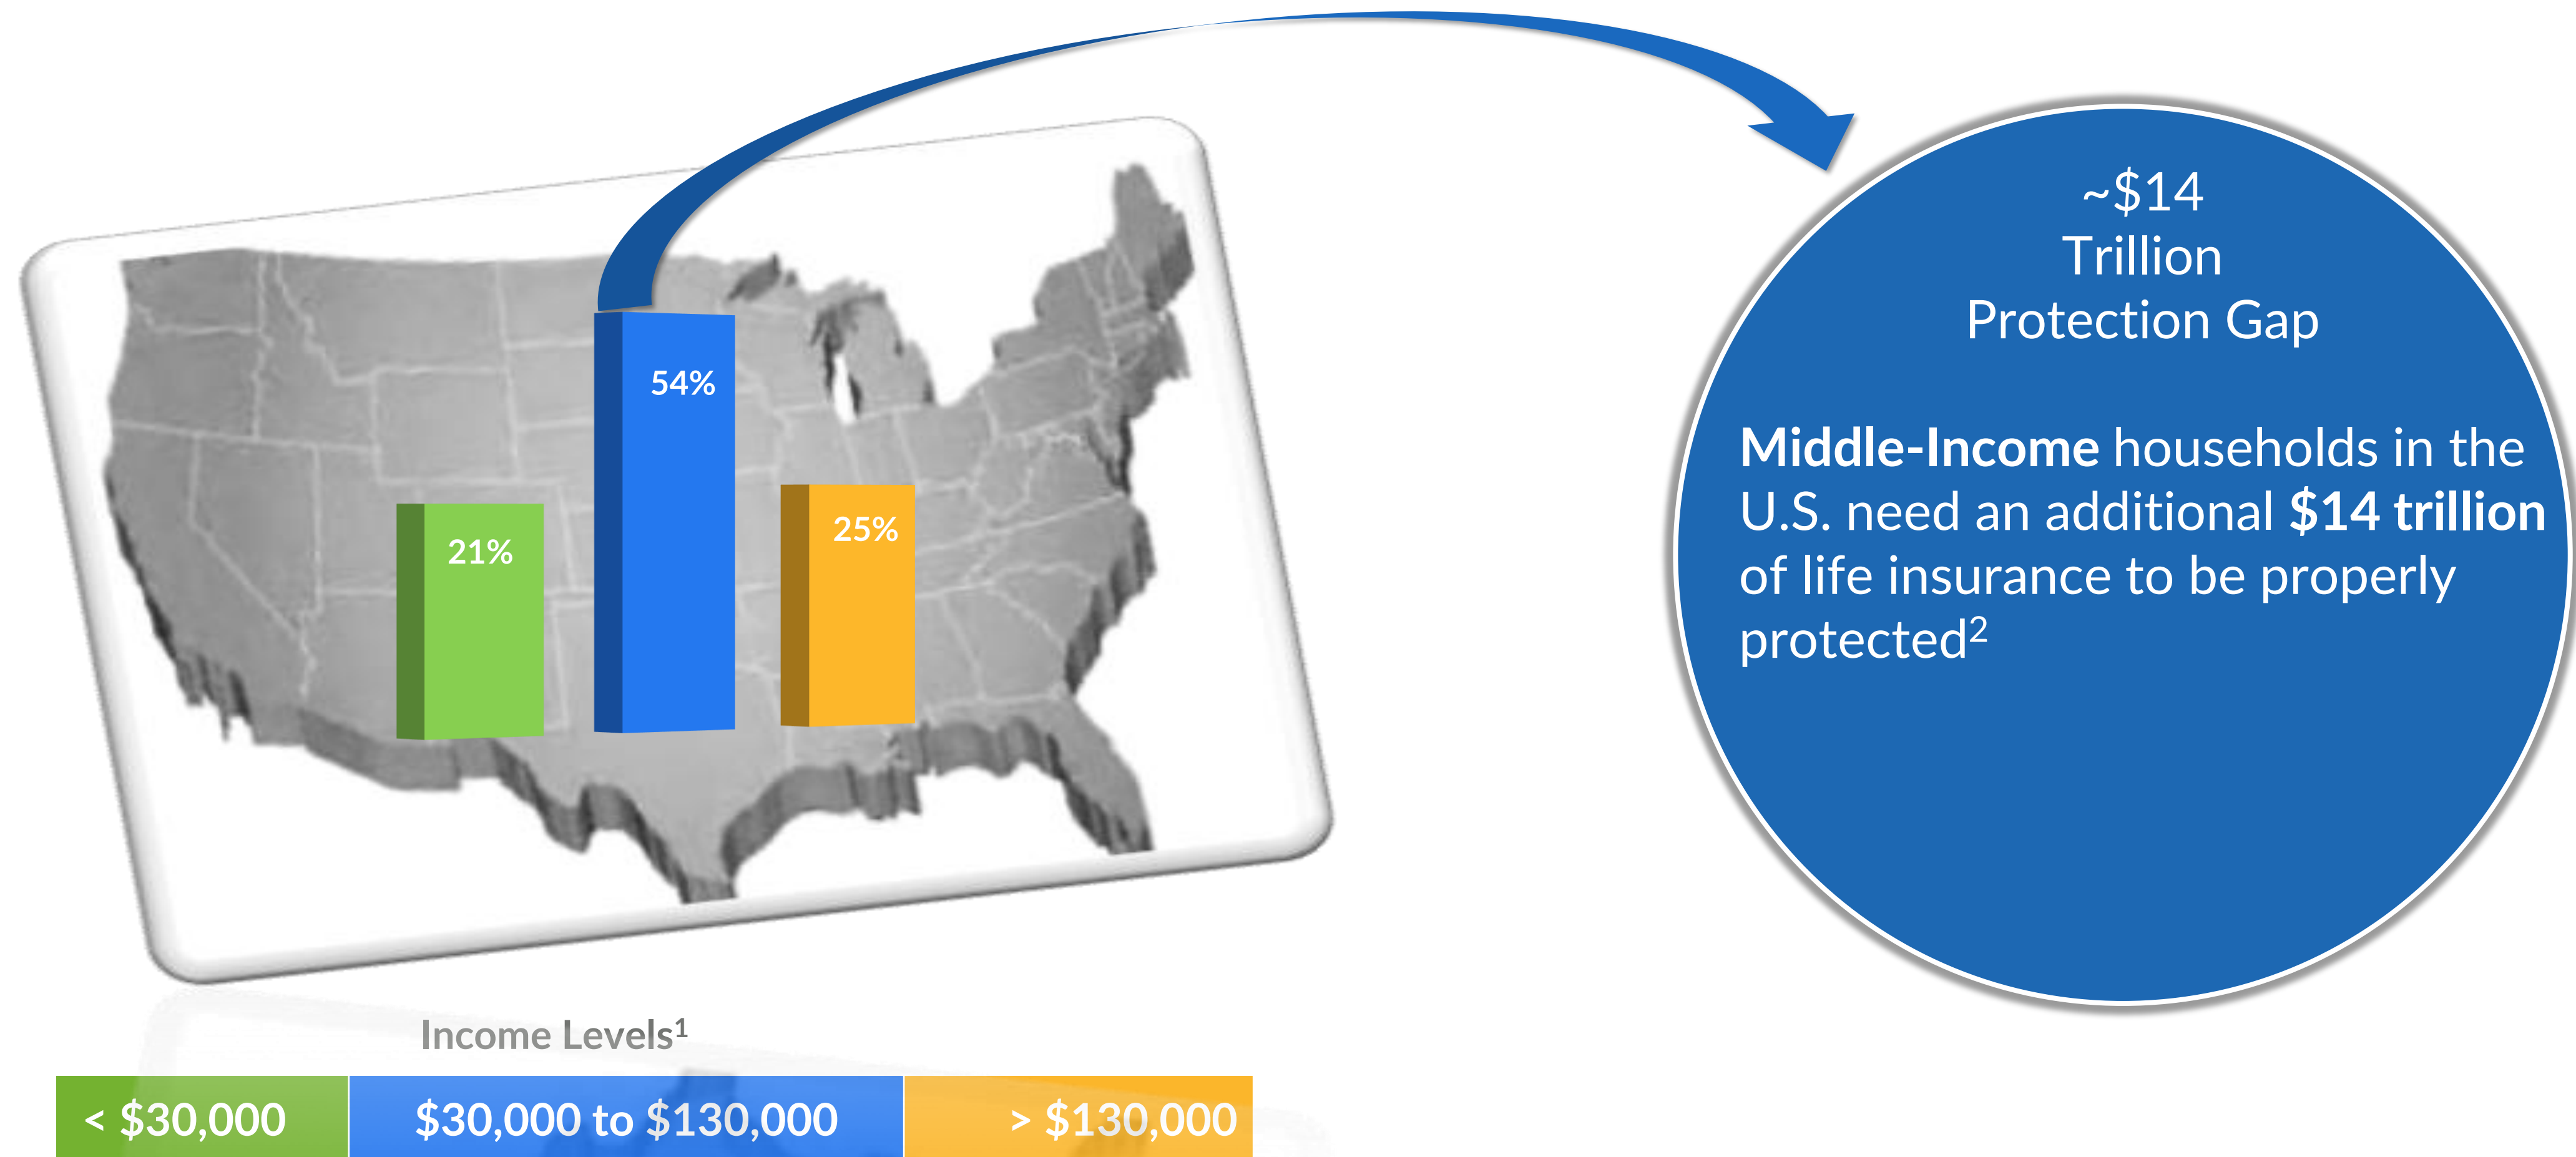 54%
21%
25%
Income Levels¹
< $30,000
$30,000 to $130,000
> $130,000
~$14
Trillion
Protection Gap
Middle-Income households in the
U.S. need an additional $14 trillion
of life insurance to be properly
protected²